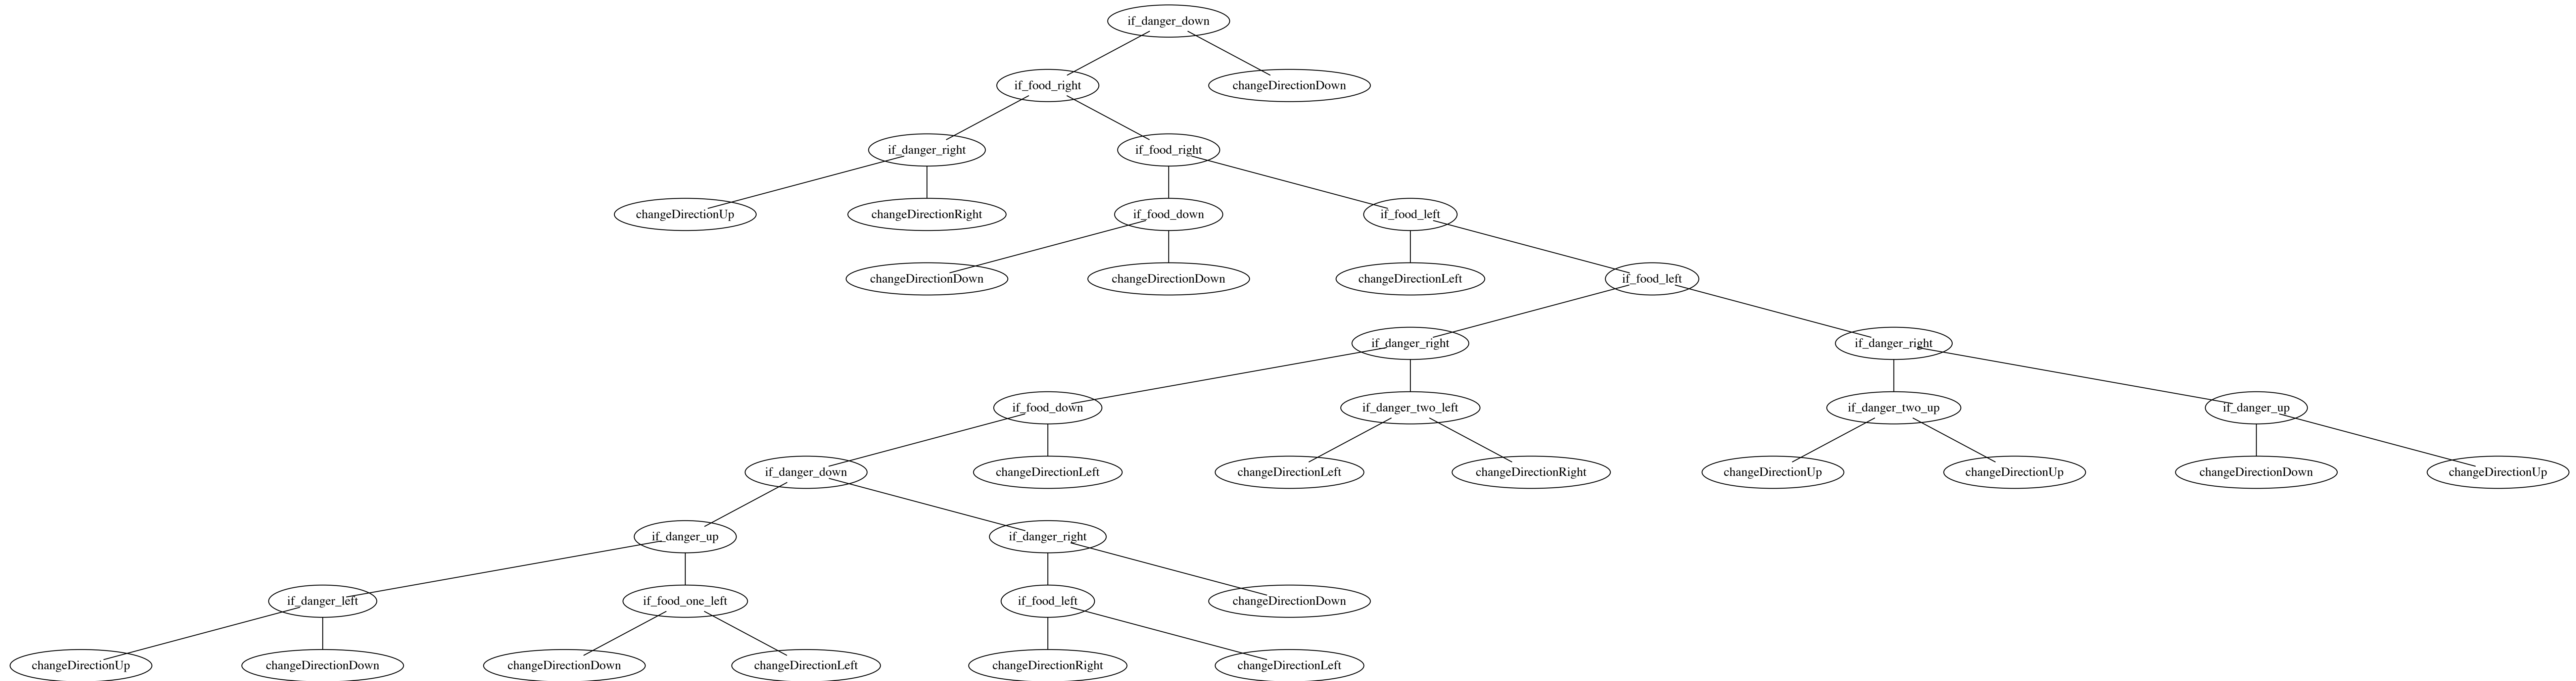 if_danger_down
if_food_right
changeDirectionDown
if_danger_right
if_food_right
changeDirectionUp
changeDirectionRight
if_food_down
if_food_left
changeDirectionDown
changeDirectionDown
changeDirectionLeft
if_food_left
if_danger_right
if_danger_right
if_food_down
if_danger_two_left
if_danger_two_up
if_danger_up
if_danger_down
changeDirectionLeft
changeDirectionLeft
changeDirectionRight
changeDirectionUp
changeDirectionUp
changeDirectionDown
changeDirectionUp
if_danger_up
if_danger_right
if_danger_left
if_food_one_left
if_food_left
changeDirectionDown
changeDirectionUp
changeDirectionDown
changeDirectionDown
changeDirectionLeft
changeDirectionRight
changeDirectionLeft